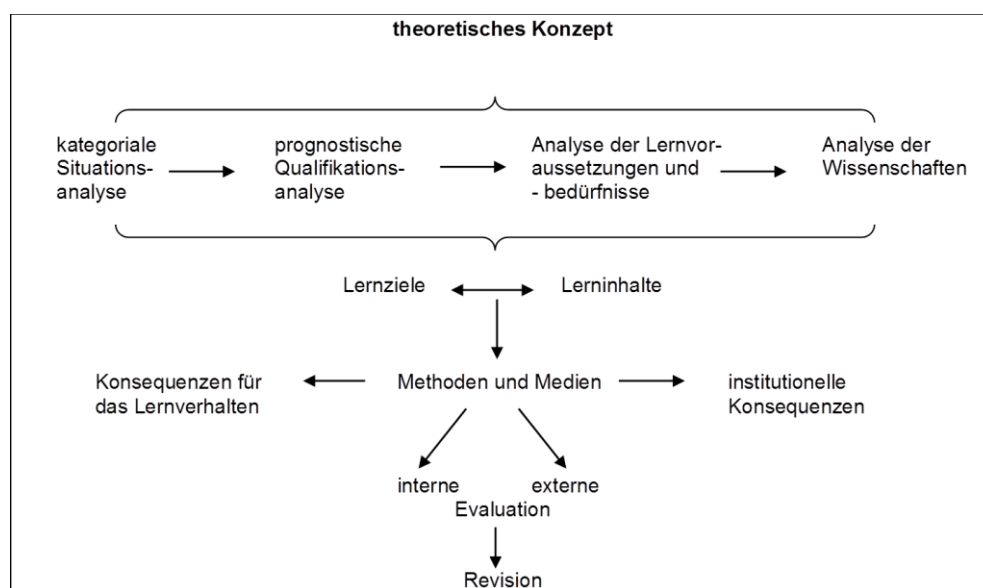 theoretisches Konzept
kategoriale
Situations-
analyse
prognostische
Qualifikations-
analyse
Analyse der Lernvor-
aussetzungen und
- bedürfnisse
Analyse der
Wissenschaften
Lernziele
Lerninhalte
Konsequenzen für
das Lernverhalten
Methoden und Medien
institutionelle
Konsequenzen
interne
externe
Evaluation
Revision